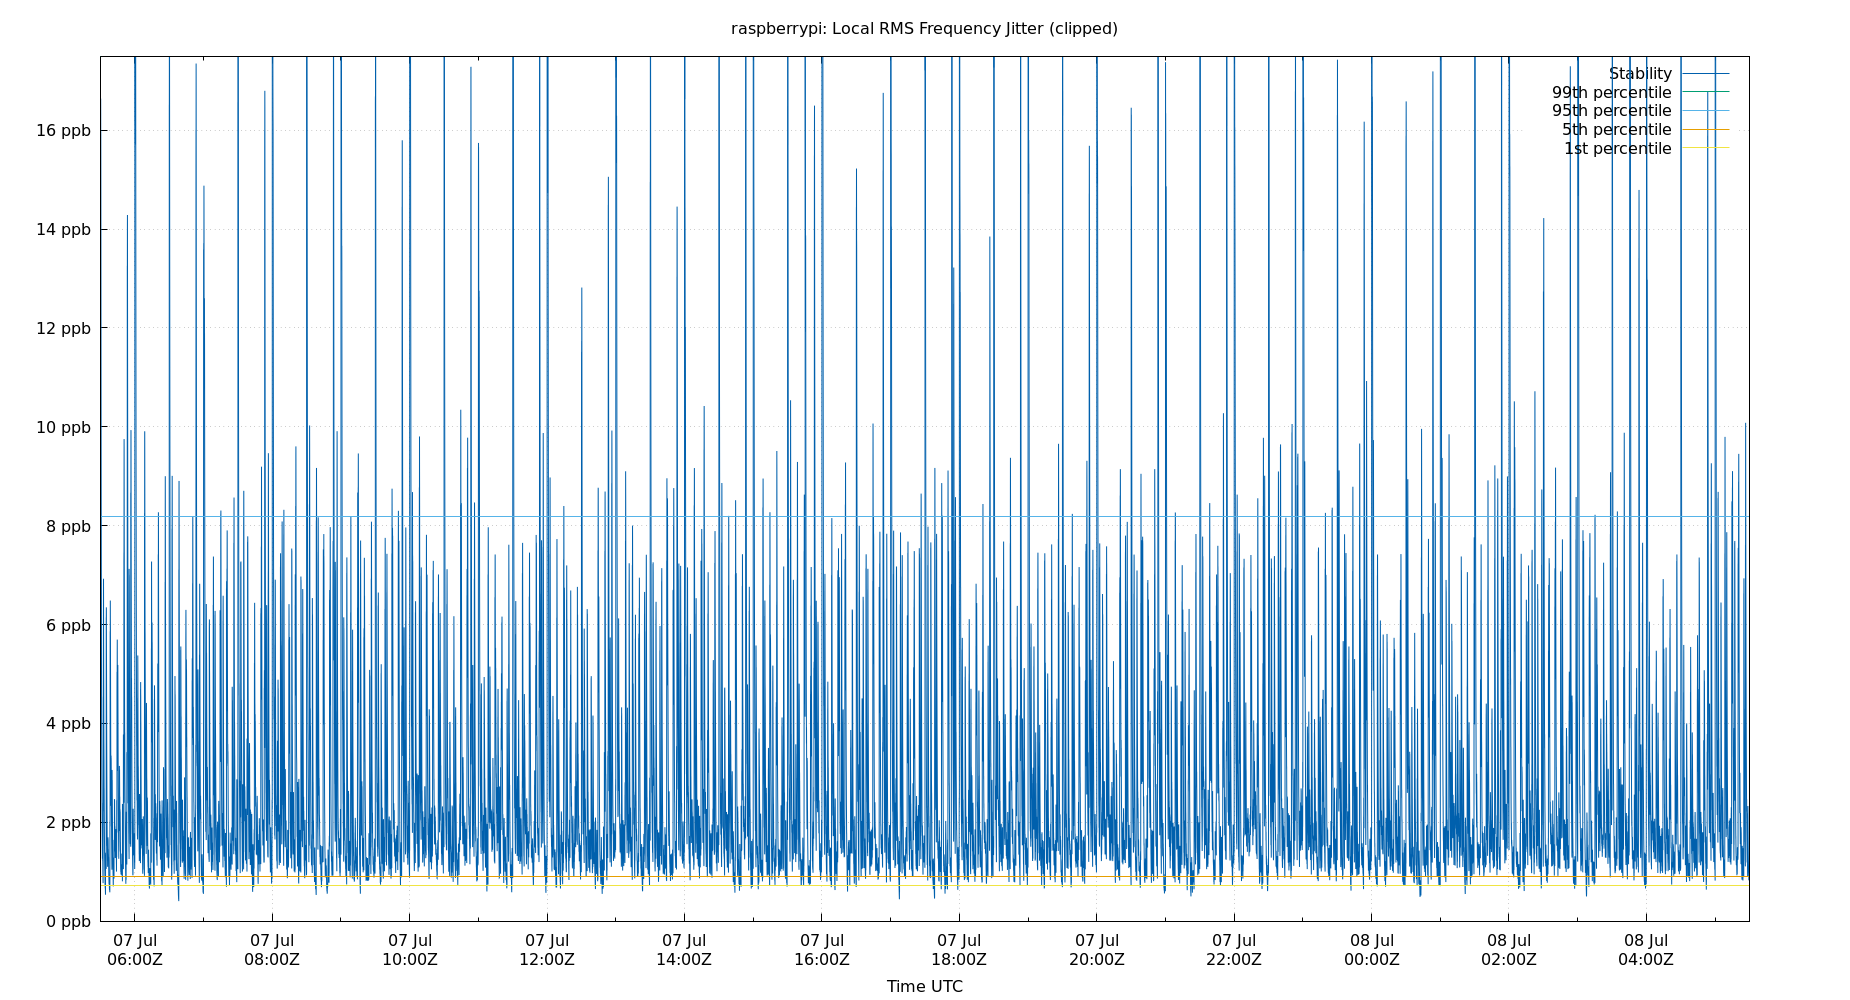 raspberrypi: Local RMS Frequency Jitter (clipped)
Stability
99th percentile
95th percentile
5th percentile
1st percentile
16 ppb
14 ppb
12 ppb
10 ppb
8 ppb
6 ppb
4 ppb
2 ppb
0 ppb
07 Jul 07 Jul 07 Jul 07 Jul 07 Jul 07 Jul 07 Jul 07 Jul 07 Jul 08 Jul 08 Jul 08 Jul
06:00Z 08:00Z 10:00Z 12:00Z 14:00Z 16:00Z 18:00Z 20:00Z 22:00Z 00:00Z 02:00Z 04:00Z
Time UTC